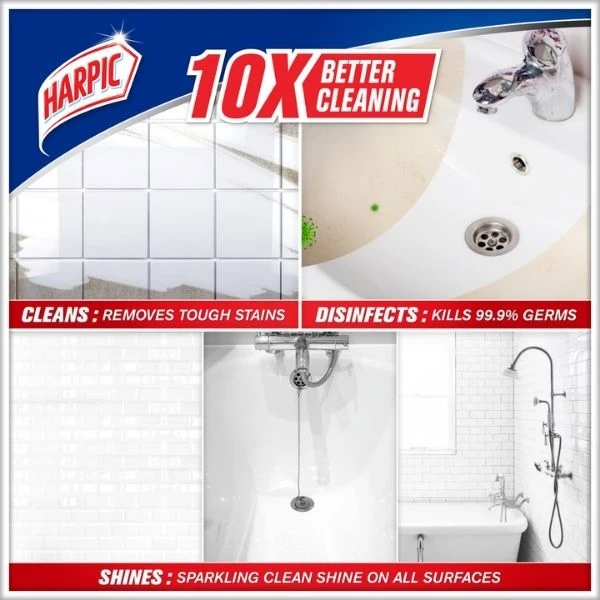 HARPIC
10X BETTER
CLEANING
CLEANS : REMOVES TOUGH STAINS
DISINFECTS : KILLS 99.9% GERMS
SHINES : SPARKLING CLEAN SHINE ON ALL SURFACES